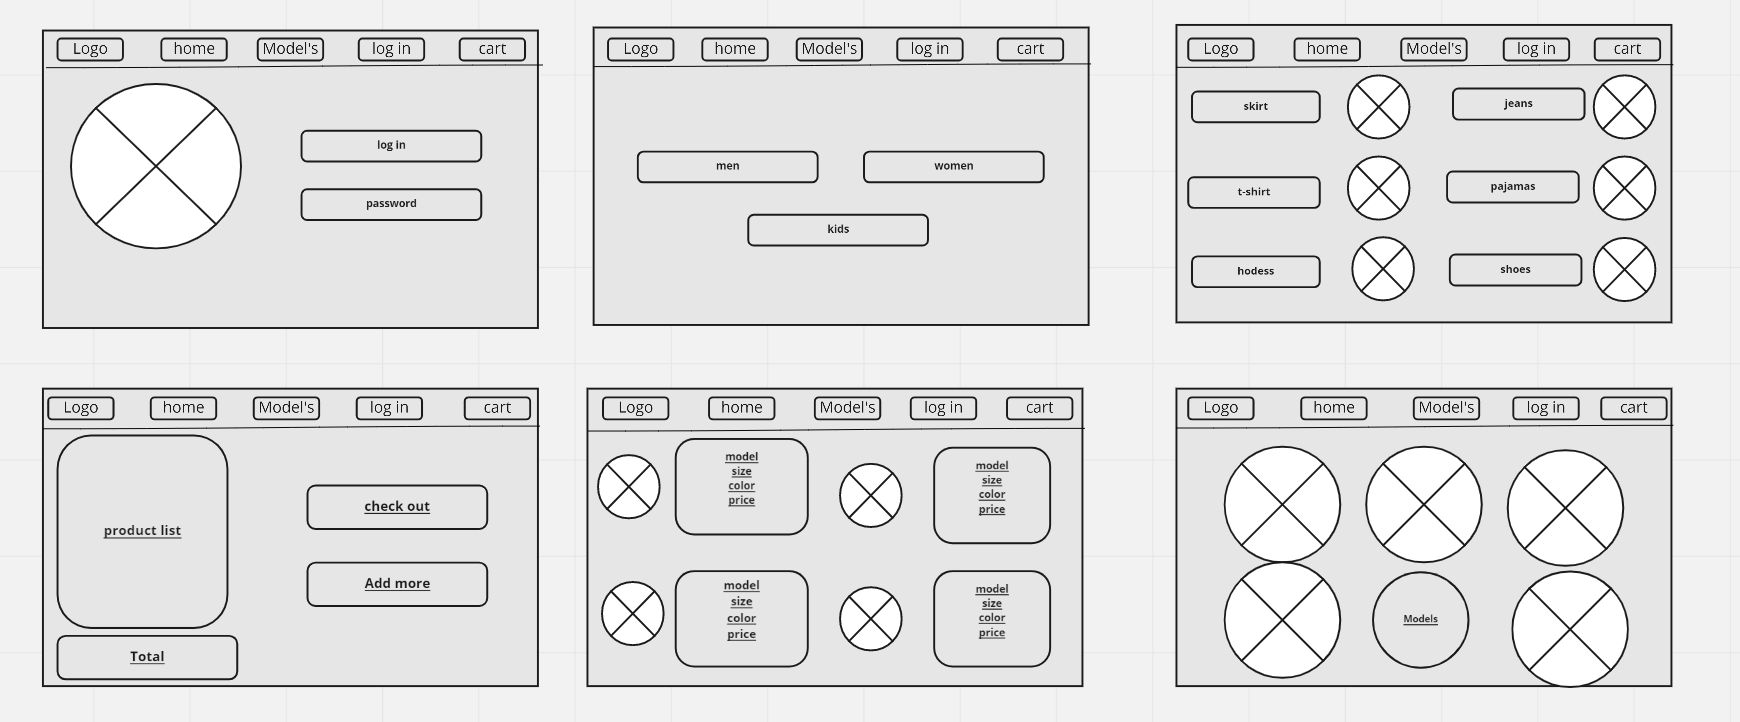 Logo
home
Model's
log in
cart
log in
password
Logo
home
Model's
log in
cart
men
women
kids
Logo
home
Model's
log in
cart
skirt
jeans
t-shirt
pajamas
hodess
shoes
Logo
home
Model's
log in
cart
product list
check out
Add more
Total
Logo
home
Model's
log in
cart
model
size
color
price
model
size
color
price
model
size
color
price
model
size
color
price
Logo
home
Model's
log in
cart
Models